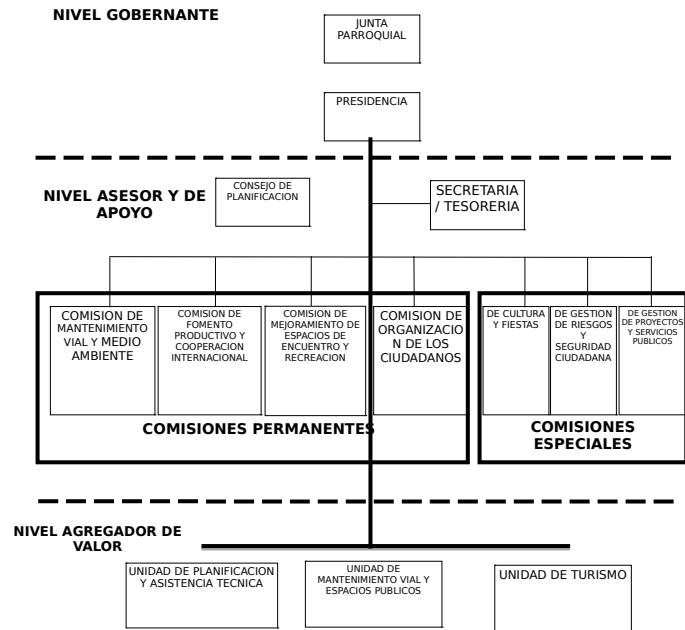 NIVEL GOBERNANTE
JUNTA
PARROQUIAL
PRESIDENCIA
NIVEL ASESOR Y DE
APOYO
CONSEJO DE
PLANIFICACION
SECRETARIA
/ TESORERIA
COMISION DE
MANTENIMIENTO
VIAL Y MEDIO
AMBIENTE
COMISION DE
FOMENTO
PRODUCTIVO Y
COOPERACION
INTERNACIONAL
COMISION DE
MEJORAMIENTO DE
ESPACIOS DE
ENCUENTRO Y
RECREACION
COMISION DE
ORGANIZACIO
N DE LOS
CIUDADANOS
DE CULTURA
Y FIESTAS
DE GESTION
DE RIESGOS
Y
SEGURIDAD
CIUDADANA
DE GESTION
DE PROYECTOS
Y SERVICIOS
PUBLICOS
COMISIONES PERMANENTES
COMISIONES
ESPECIALES
NIVEL AGREGADOR DE
VALOR
UNIDAD DE PLANIFICACION
Y ASISTENCIA TECNICA
UNIDAD DE
MANTENIMIENTO VIAL Y
ESPACIOS PUBLICOS
UNIDAD DE TURISMO